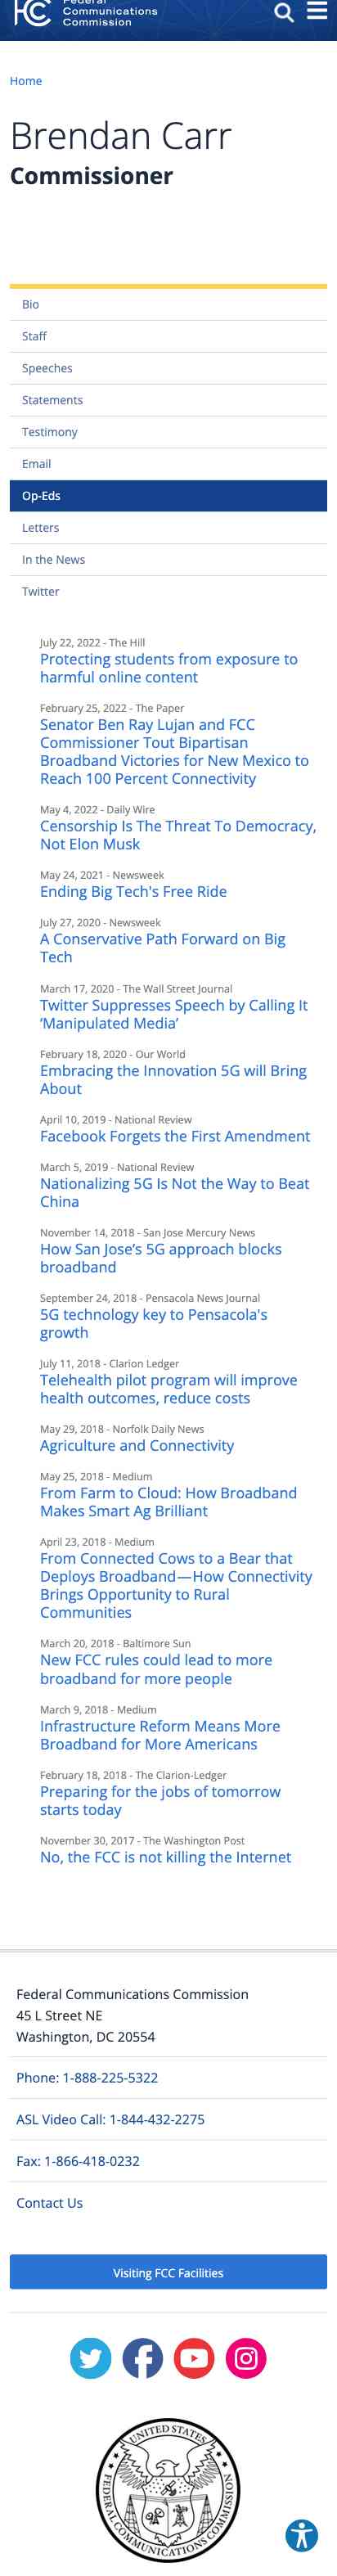 Federal
Communications
Commission
Home
Brendan Carr
Commissioner
Bio
Staff
Speeches
Statements
Testimony
Email
Op-Eds
Letters
In the News
Twitter
July 22, 2022 - The Hill
Protecting students from exposure to
harmful online content
February 25, 2022 - The Paper
Senator Ben Ray Lujan and FCC
Commissioner Tout Bipartisan
Broadband Victories for New Mexico to
Reach 100 Percent Connectivity
May 4, 2022 - Daily Wire
Censorship Is The Threat To Democracy,
Not Elon Musk
May 24, 2021 - Newsweek
Ending Big Tech's Free Ride
July 27, 2020 - Newsweek
A Conservative Path Forward on Big
Tech
March 17, 2020 - The Wall Street Journal
Twitter Suppresses Speech by Calling It
‘Manipulated Media’
February 18, 2020 - Our World
Embracing the Innovation 5G will Bring
About
April 10, 2019 - National Review
Facebook Forgets the First Amendment
March 5, 2019 - National Review
Nationalizing 5G Is Not the Way to Beat
China
November 14, 2018 - San Jose Mercury News
How San Jose’s 5G approach blocks
broadband
September 24, 2018 - Pensacola News Journal
5G technology key to Pensacola's
growth
July 11, 2018 - Clarion Ledger
Telehealth pilot program will improve
health outcomes, reduce costs
May 29, 2018 - Norfolk Daily News
Agriculture and Connectivity
May 25, 2018 - Medium
From Farm to Cloud: How Broadband
Makes Smart Ag Brilliant
April 23, 2018 - Medium
From Connected Cows to a Bear that
Deploys Broadband—How Connectivity
Brings Opportunity to Rural
Communities
March 20, 2018 - Baltimore Sun
New FCC rules could lead to more
broadband for more people
March 9, 2018 - Medium
Infrastructure Reform Means More
Broadband for More Americans
February 18, 2018 - The Clarion-Ledger
Preparing for the jobs of tomorrow
starts today
November 30, 2017 - The Washington Post
No, the FCC is not killing the Internet
Federal Communications Commission
45 L Street NE
Washington, DC 20554
Phone: 1-888-225-5322
ASL Video Call: 1-844-432-2275
Fax: 1-866-418-0232
Contact Us
Visiting FCC Facilities
UNITED STATES
FEDERAL COMMUNICATIONS COMMISSION